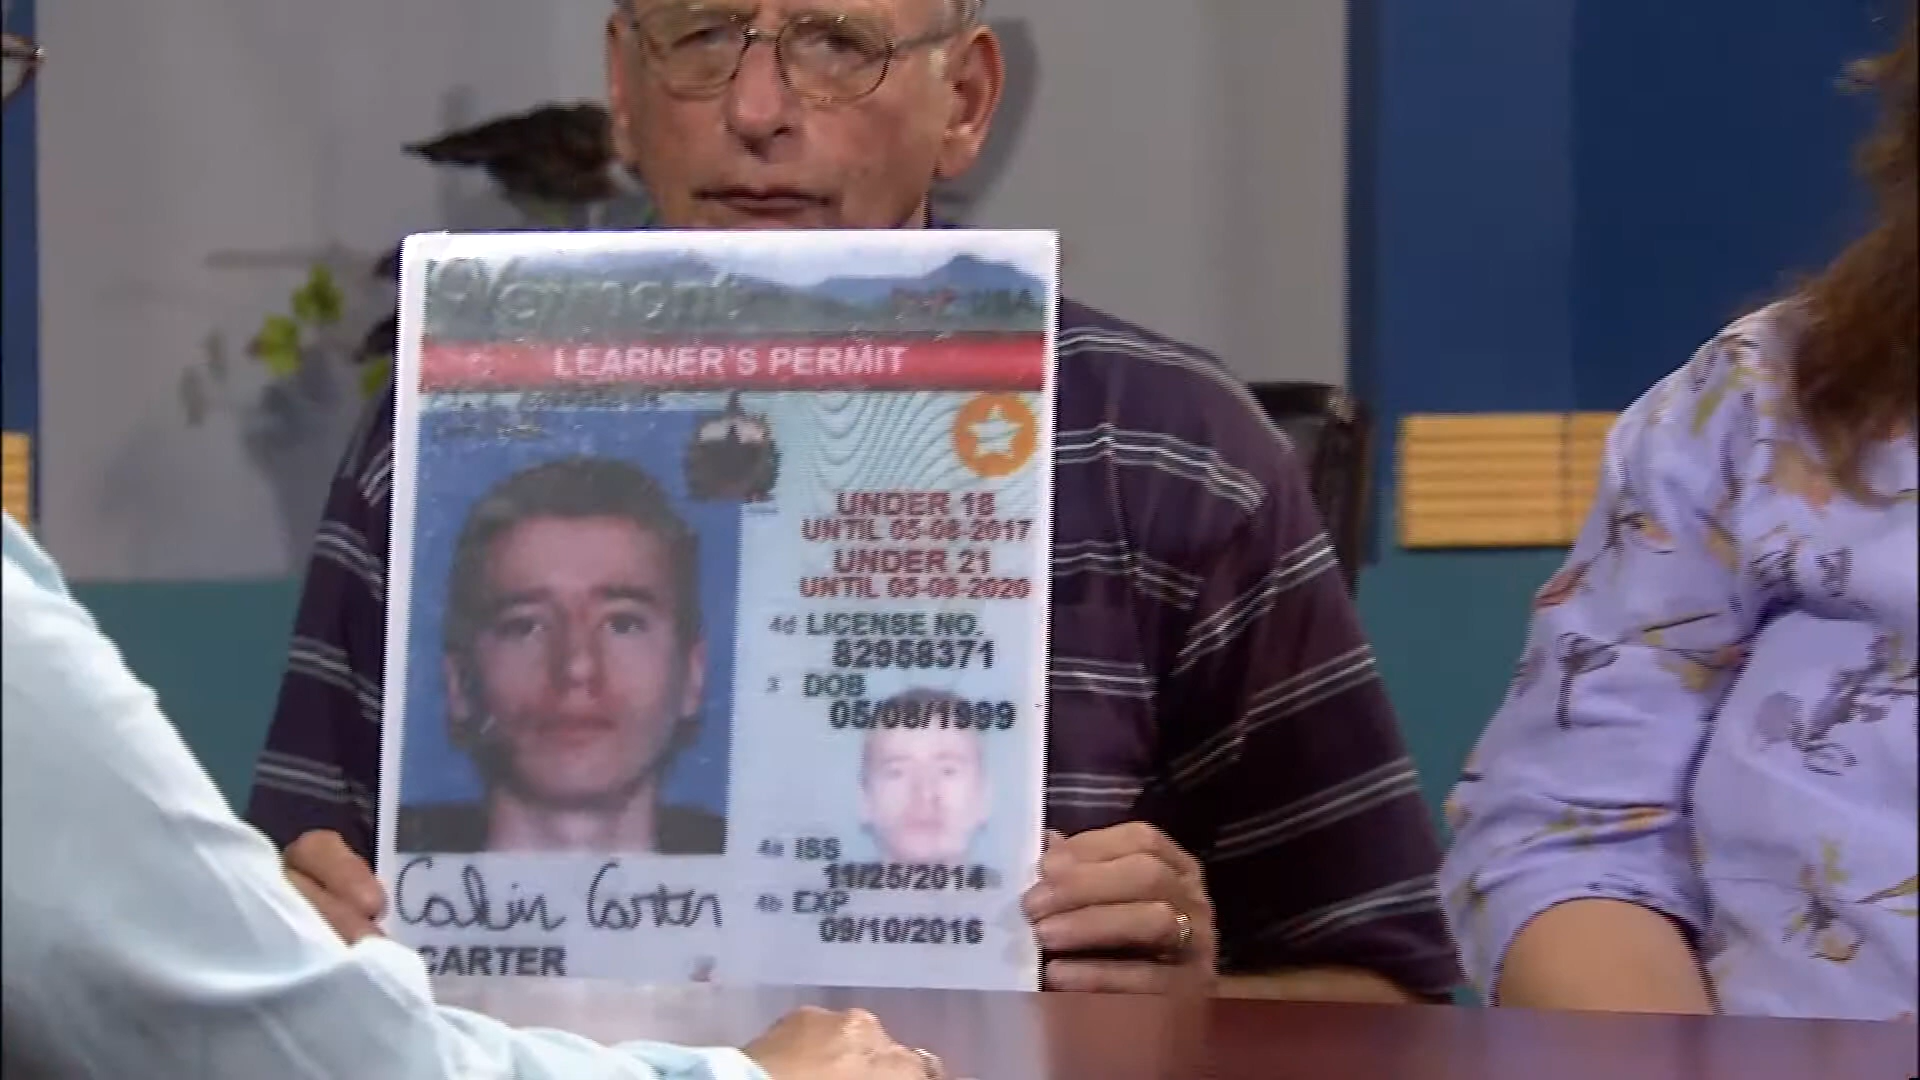 Vermont USA
LEARNER'S PERMIT
UNDER 18
UNTIL 05-08-2017
UNDER 21
UNTIL 05-08-2020
4d LICENSE NO.
82958371
3 DOB
05/08/1999
4a ISS
11/25/2014
4b EXP
09/10/2016
Calin Carter
CARTER